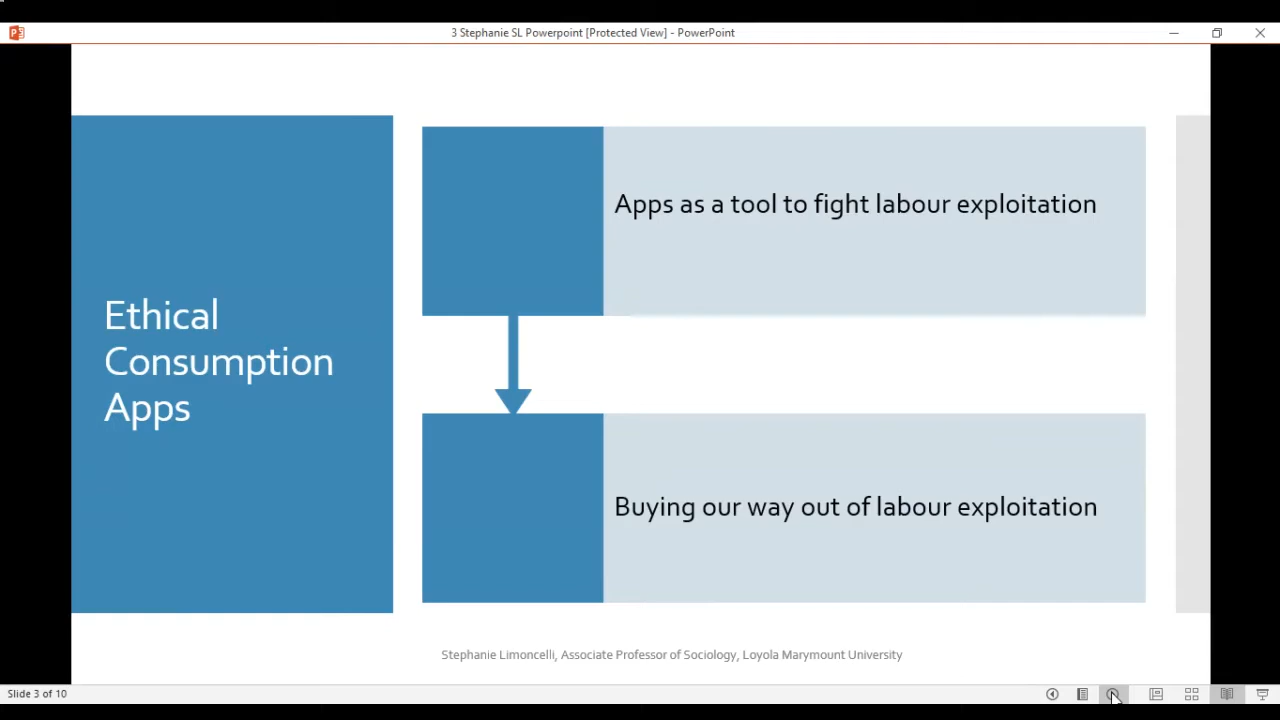 3 Stephanie SL Powerpoint [Protected View] - PowerPoint
Apps as a tool to fight labour exploitation
Ethical
Consumption
Apps
Buying our way out of labour exploitation
Stephanie Limoncelli, Associate Professor of Sociology, Loyola Marymount University
Slide 3 of 10